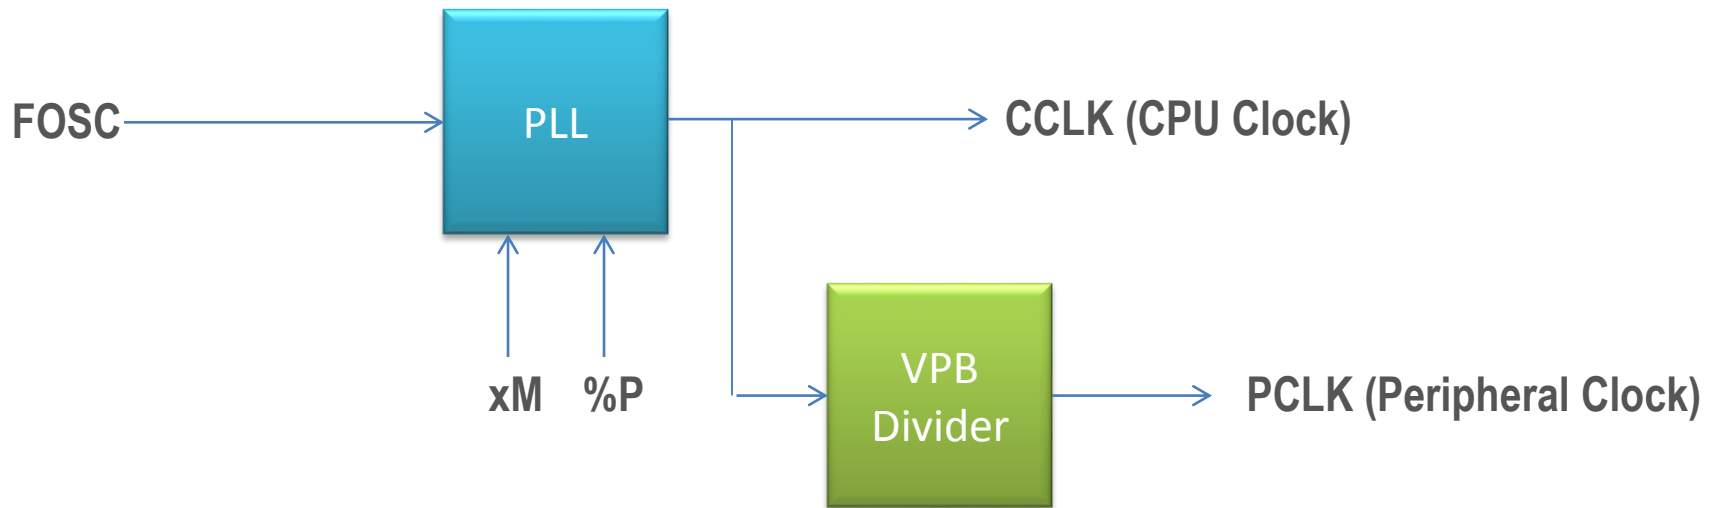 FOSC
PLL
CCLK (CPU Clock)
xM
%P
VPB
Divider
PCLK (Peripheral Clock)